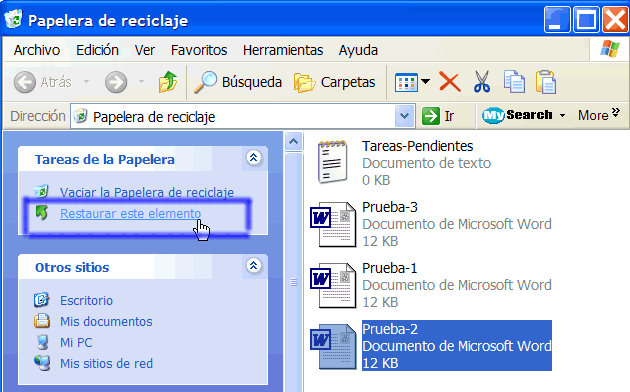 Papelera de reciclaje
Archivo Edición Ver Favoritos Herramientas Ayuda
Atrás Búsqueda Carpetas
Dirección Papelera de reciclaje Ir MySearch More
Tareas de la Papelera
Vaciar la Papelera de reciclaje
Restaurar este elemento
Otros sitios
Escritorio
Mis documentos
Mi PC
Mis sitios de red
Tareas-Pendientes
Documento de texto
0 KB
Prueba-3
Documento de Microsoft Word
12 KB
Prueba-1
Documento de Microsoft Word
12 KB
Prueba-2
Documento de Microsoft Word
12 KB